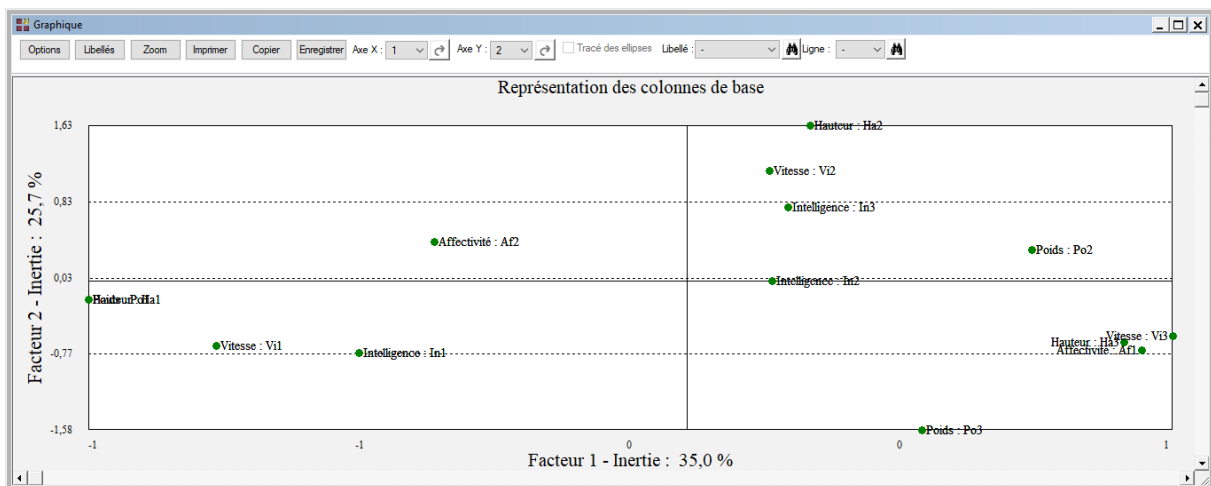 Graphique
Options Libellés Zoom Imprimer Copier Enregistrer Axe X : 1 Axe Y : 2 Tracé des ellipses Libellé : - Ligne : -
Représentation des colonnes de base
1,63
Hauteur : Ha2
Vitesse : Vi2
0,83
Intelligence : In3
Affectivité : Af2
Poids : Po2
0,03
Intelligence : In2
Vitesse : Vi3
Hauteur : Ha3
Vitesse : Vi1
Affectivité : Af1
-0,77
Intelligence : In1
-1,58
Poids : Po3
-1 -1 0 0 1
Facteur 1 - Inertie : 35,0 %
Facteur 2 - Inertie : 25,7 %